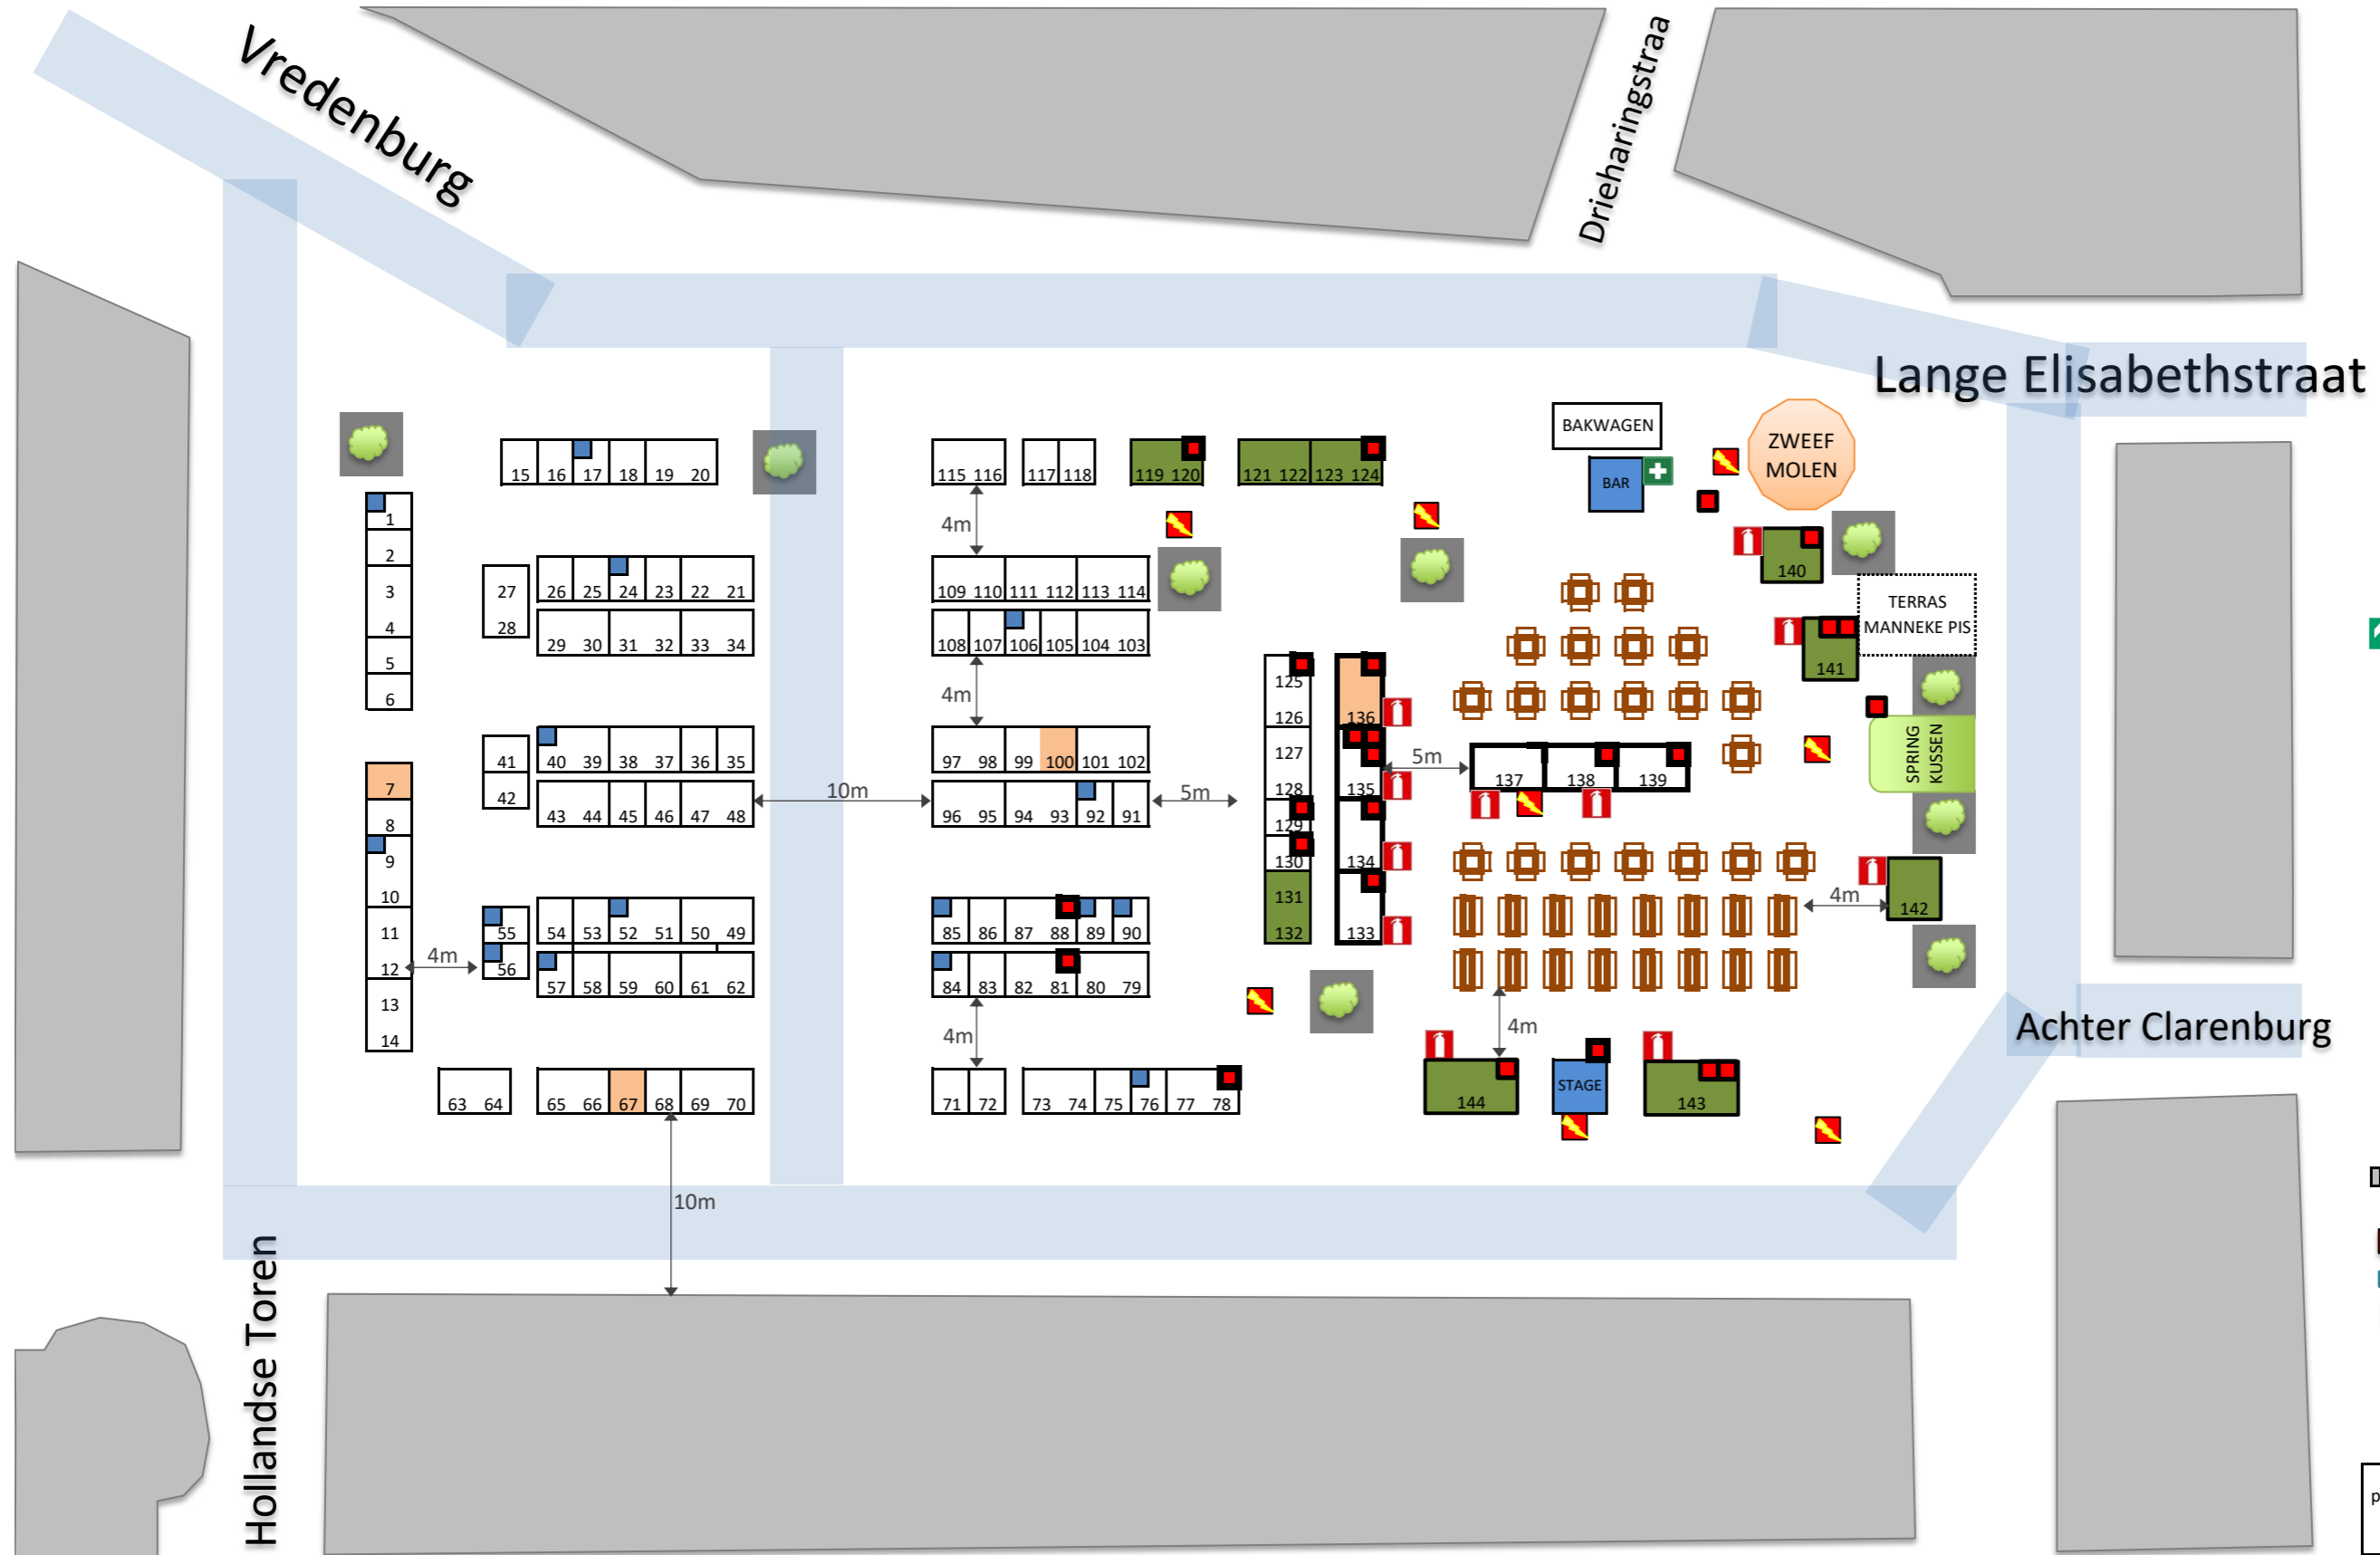 Vredenburg
Drieharingstraa
Lange Elisabethstraat
BAKWAGEN
ZWEEF
MOLEN
BAR
15 16 17 18 19 20
115 116 117 118 119 120 121 122 123 124
1
2
3
4
5
6
4m
140
27
28
26 25 24 23 22 21
109 110 111 112 113 114
29 30 31 32 33 34
108 107 106 105 104 103
TERRAS
MANNEKE PIS
141
4m
125
126
127
128
129
130
131
132
136
135
134
133
41
42
40 39 38 37 36 35
97 98 99 100 101 102
43 44 45 46 47 48
96 95 94 93 92 91
10m
5m
5m
137 138 139
SPRING
KUSSEN
7
8
9
10
11
12
13
14
4m
55
56
54 53 52 51 50 49
85 86 87 88 89 90
57 58 59 60 61 62
84 83 82 81 80 79
4m
142
4m
4m
Achter Clarenburg
63 64
65 66 67 68 69 70
71 72
73 74 75 76 77 78
144
STAGE
143
10m
Hollandse Toren
p